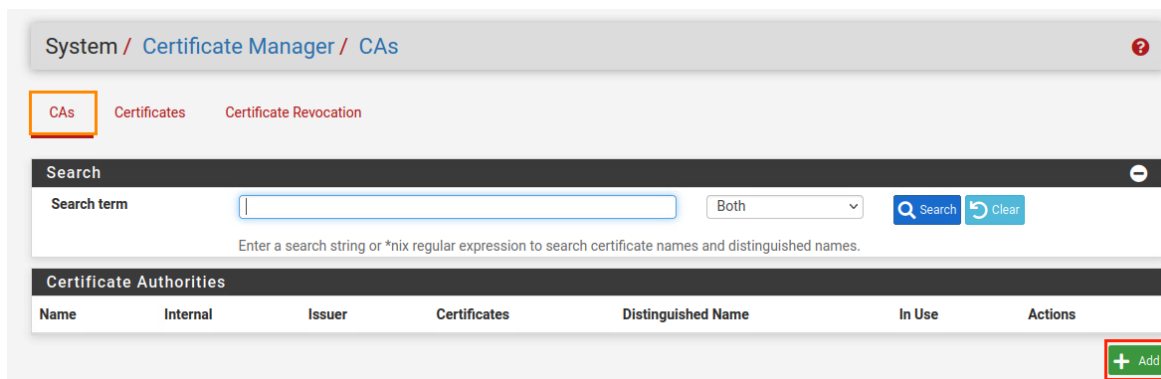 System / Certificate Manager / CAs
CAs Certificates Certificate Revocation
Search
Search term Both Search Clear
Enter a search string or *nix regular expression to search certificate names and distinguished names.
Certificate Authorities
Name Internal Issuer Certificates Distinguished Name In Use Actions
Add